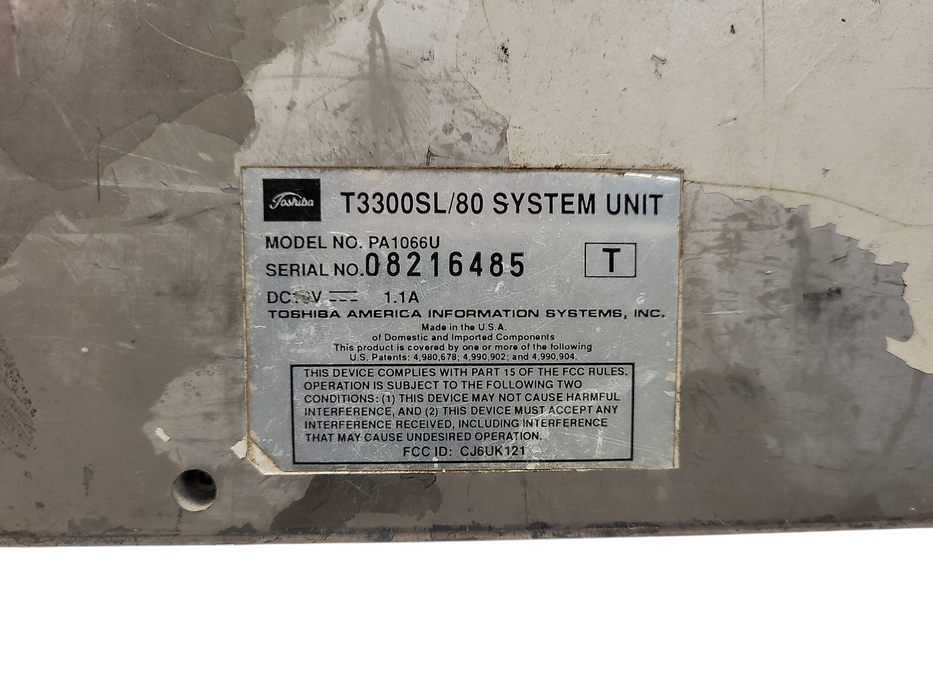 Toshiba T3300SL/80 SYSTEM UNIT
MODEL NO. PA1066U
SERIAL NO. 08216485
T
1.1A
TOSHIBA AMERICA INFORMATION SYSTEMS, INC.
Made in the U.S.A.
of Domestic and Imported Components
This product is covered by one or more of the following
U.S. Patents: 4,980,678; 4,990,902; and 4,990,904.
THIS DEVICE COMPLIES WITH PART 15 OF THE FCC RULES.
OPERATION IS SUBJECT TO THE FOLLOWING TWO
CONDITIONS: (1) THIS DEVICE MAY NOT CAUSE HARMFUL
INTERFERENCE, AND (2) THIS DEVICE MUST ACCEPT ANY
INTERFERENCE RECEIVED, INCLUDING INTERFERENCE
THAT MAY CAUSE UNDESIRED OPERATION.
FCC ID: CJ6UK121